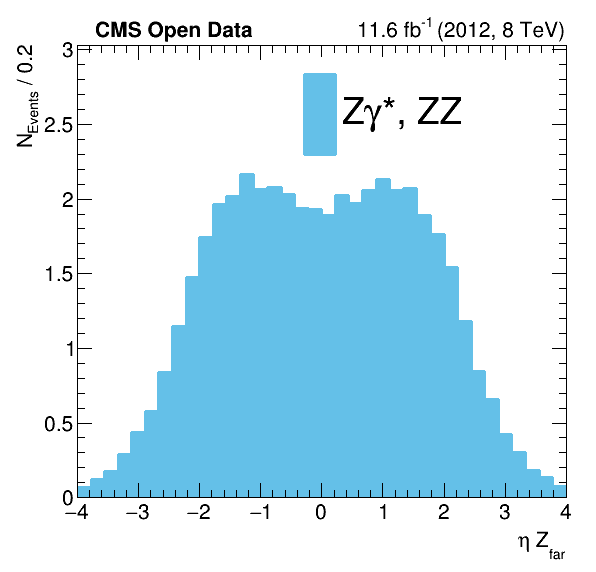 CMS Open Data 11.6 fb⁻¹ (2012, 8 TeV)
N_Events / 0.2
3
2.5
2
1.5
1
0.5
0
Zγ*, ZZ
−4 −3 −2 −1 0 1 2 3 4
η Z_far